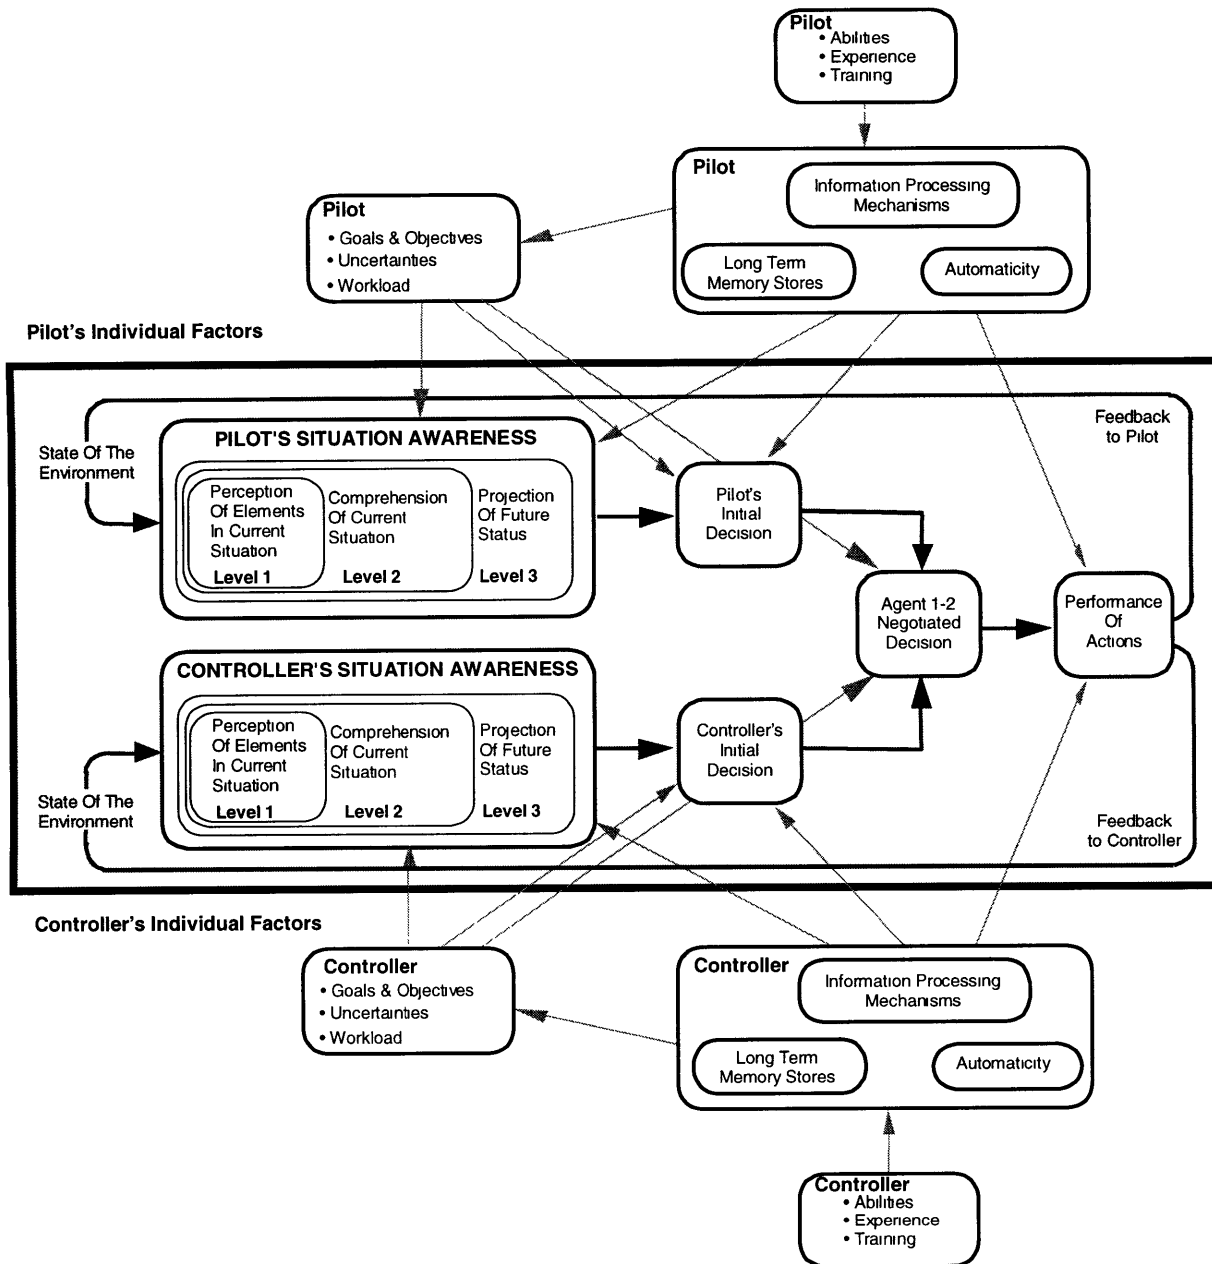 Pilot
• Abilities
• Experience
• Training
Pilot
Information Processing
Mechanisms
Long Term
Memory Stores
Automaticity
Pilot
• Goals & Objectives
• Uncertainties
• Workload
Pilot's Individual Factors
State Of The
Environment
PILOT'S SITUATION AWARENESS
Perception
Of Elements
In Current
Situation
Level 1
Comprehension
Of Current
Situation
Level 2
Projection
Of Future
Status
Level 3
Pilot's
Initial
Decision
Feedback
to Pilot
Agent 1-2
Negotiated
Decision
Performance
Of
Actions
CONTROLLER'S SITUATION AWARENESS
Perception
Of Elements
In Current
Situation
Level 1
Comprehension
Of Current
Situation
Level 2
Projection
Of Future
Status
Level 3
Controller's
Initial
Decision
State Of The
Environment
Feedback
to Controller
Controller's Individual Factors
Controller
• Goals & Objectives
• Uncertainties
• Workload
Controller
Information Processing
Mechanisms
Long Term
Memory Stores
Automaticity
Controller
• Abilities
• Experience
• Training